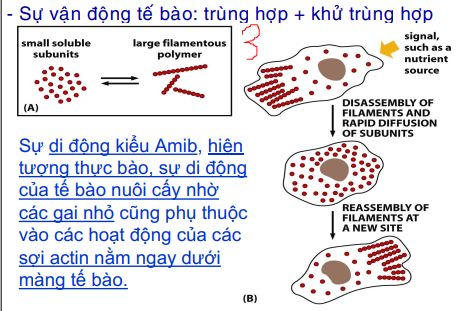 - Sự vận động tế bào: trùng hợp + khử trùng hợp
small soluble
subunits
large filamentous
polymer
(A)
Sự di động kiểu Amib, hiên
tượng thực bào, sự di động
của tế bào nuôi cấy nhờ
các gai nhỏ cũng phụ thuộc
vào các hoạt động của các
sợi actin nằm ngay dưới
màng tế bào.
signal,
such as a
nutrient
source
DISASSEMBLY OF
FILAMENTS AND
RAPID DIFFUSION
OF SUBUNITS
REASSEMBLY OF
FILAMENTS AT
A NEW SITE
(B)